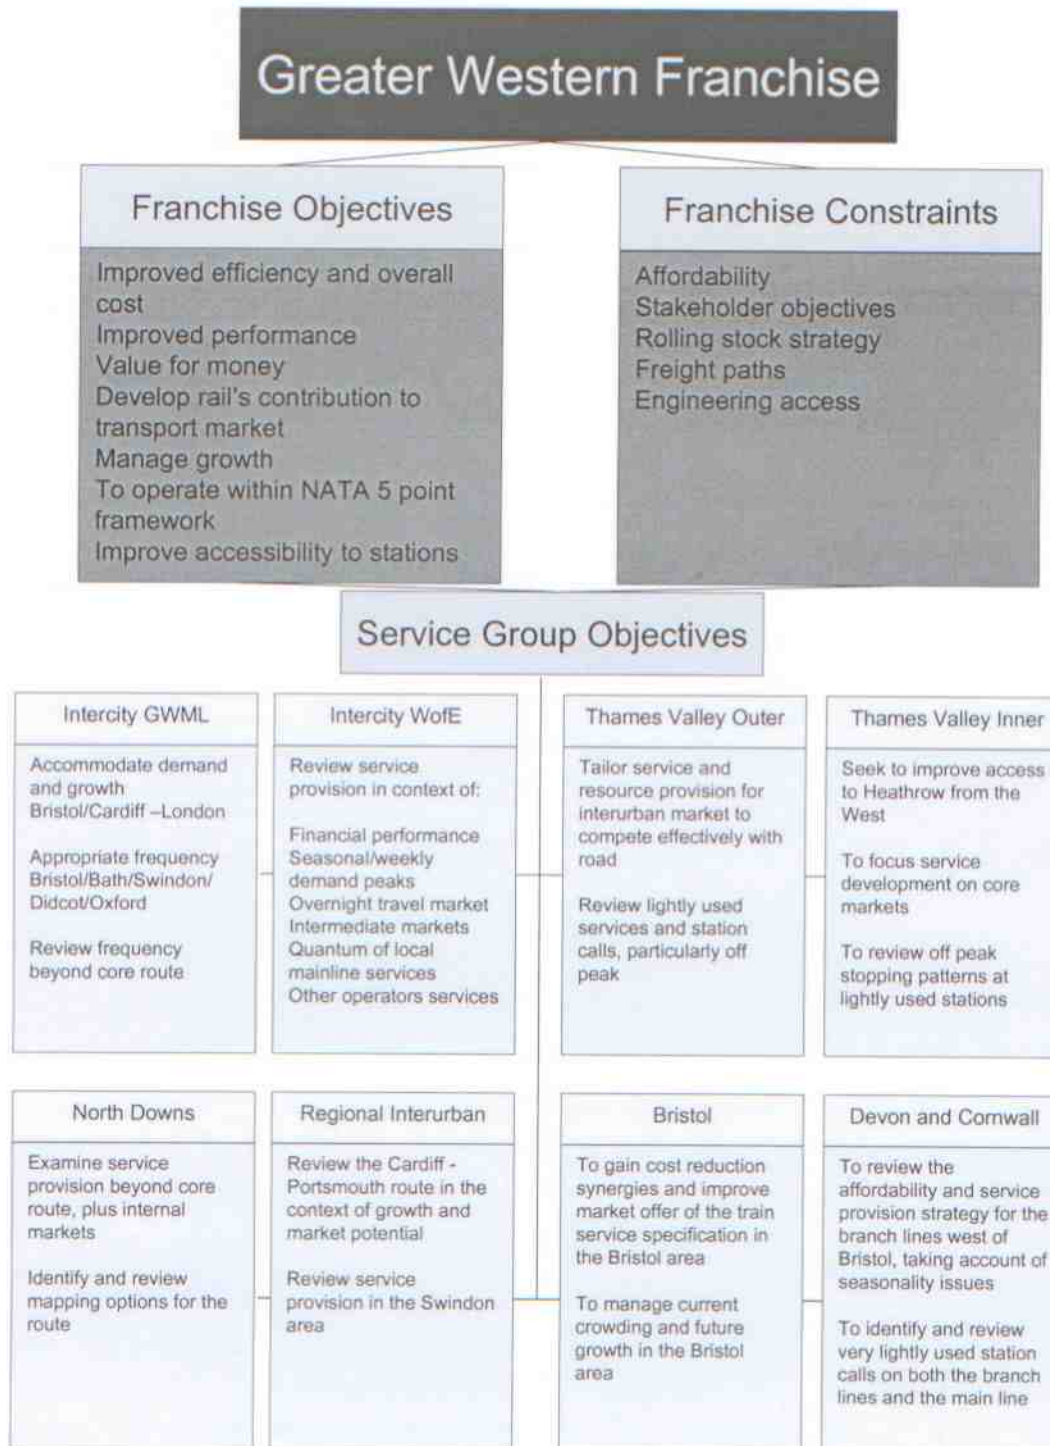 Greater Western Franchise
Franchise Objectives
Improved efficiency and overall
cost
Improved performance
Value for money
Develop rail's contribution to
transport market
Manage growth
To operate within NATA 5 point
framework
Improve accessibility to stations
Franchise Constraints
Affordability
Stakeholder objectives
Rolling stock strategy
Freight paths
Engineering access
Service Group Objectives
Intercity GWML
Accommodate demand
and growth
Bristol/Cardiff –London
Appropriate frequency
Bristol/Bath/Swindon/
Didcot/Oxford
Review frequency
beyond core route
Intercity WofE
Review service
provision in context of:
Financial performance
Seasonal/weekly
demand peaks
Overnight travel market
Intermediate markets
Quantum of local
mainline services
Other operators services
Thames Valley Outer
Tailor service and
resource provision for
interurban market to
compete effectively with
road
Review lightly used
services and station
calls, particularly off
peak
Thames Valley Inner
Seek to improve access
to Heathrow from the
West
To focus service
development on core
markets
To review off peak
stopping patterns at
lightly used stations
North Downs
Examine service
provision beyond core
route, plus internal
markets
Identify and review
mapping options for the
route
Regional Interurban
Review the Cardiff -
Portsmouth route in the
context of growth and
market potential
Review service
provision in the Swindon
area
Bristol
To gain cost reduction
synergies and improve
market offer of the train
service specification in
the Bristol area
To manage current
crowding and future
growth in the Bristol
area
Devon and Cornwall
To review the
affordability and service
provision strategy for the
branch lines west of
Bristol, taking account of
seasonality issues
To identify and review
very lightly used station
calls on both the branch
lines and the main line